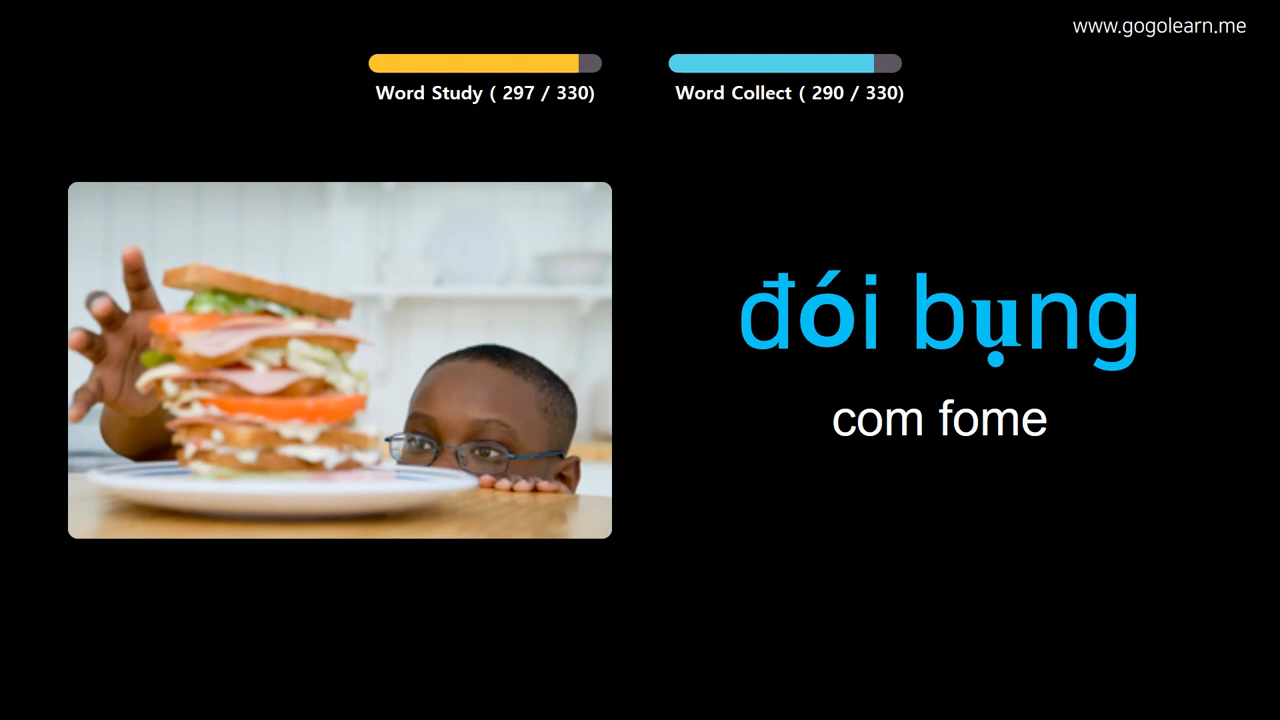 www.gogolearn.me
Word Study ( 297 / 330)
Word Collect ( 290 / 330)
đói bụng
com fome